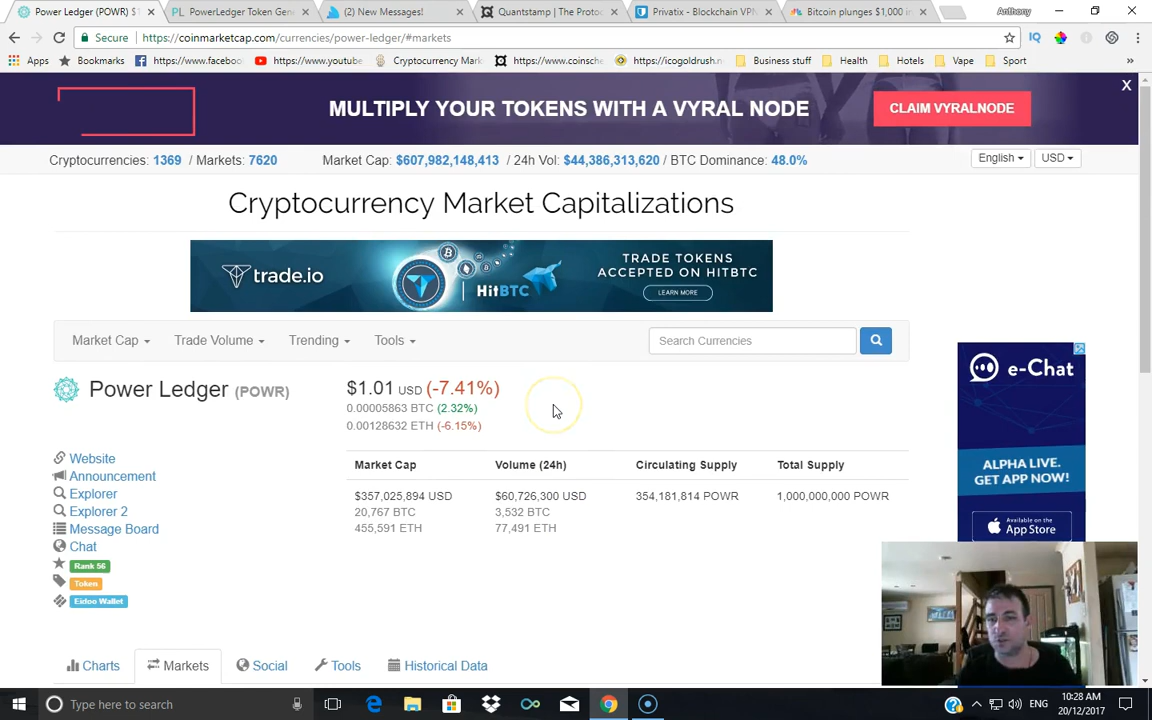 Power Ledger (POWR) $1
PowerLedger Token Gen
(2) New Messages!
Quantstamp | The Proto
Privatix - Blockchain VPN
Bitcoin plunges $1,000 in
Anthony
Secure
https://coinmarketcap.com/currencies/power-ledger/#markets
Apps
Bookmarks
https://www.faceboo
https://www.youtube
Cryptocurrency Mark
https://www.coinsche
https://icogoldrush.n
Business stuff
Health
Hotels
Vape
Sport
MULTIPLY YOUR TOKENS WITH A VYRAL NODE
CLAIM VYRALNODE
X
Cryptocurrencies: 1369 / Markets: 7620
Market Cap: $607,982,148,413 / 24h Vol: $44,386,313,620 / BTC Dominance: 48.0%
English
USD
Cryptocurrency Market Capitalizations
trade.io
HitBTC
TRADE TOKENS
ACCEPTED ON HITBTC
LEARN MORE
Market Cap
Trade Volume
Trending
Tools
Search Currencies
Power Ledger (POWR)
$1.01 USD (-7.41%)
0.00005863 BTC (2.32%)
0.00128632 ETH (-6.15%)
Website
Announcement
Explorer
Explorer 2
Message Board
Chat
Rank 56
Token
Eidoo Wallet
Market Cap
Volume (24h)
Circulating Supply
Total Supply
$357,025,894 USD
$60,726,300 USD
354,181,814 POWR
1,000,000,000 POWR
20,767 BTC
3,532 BTC
455,591 ETH
77,491 ETH
e-Chat
ALPHA LIVE.
GET APP NOW!
Available on the
App Store
Charts
Markets
Social
Tools
Historical Data
Type here to search
ENG
10:28 AM
20/12/2017